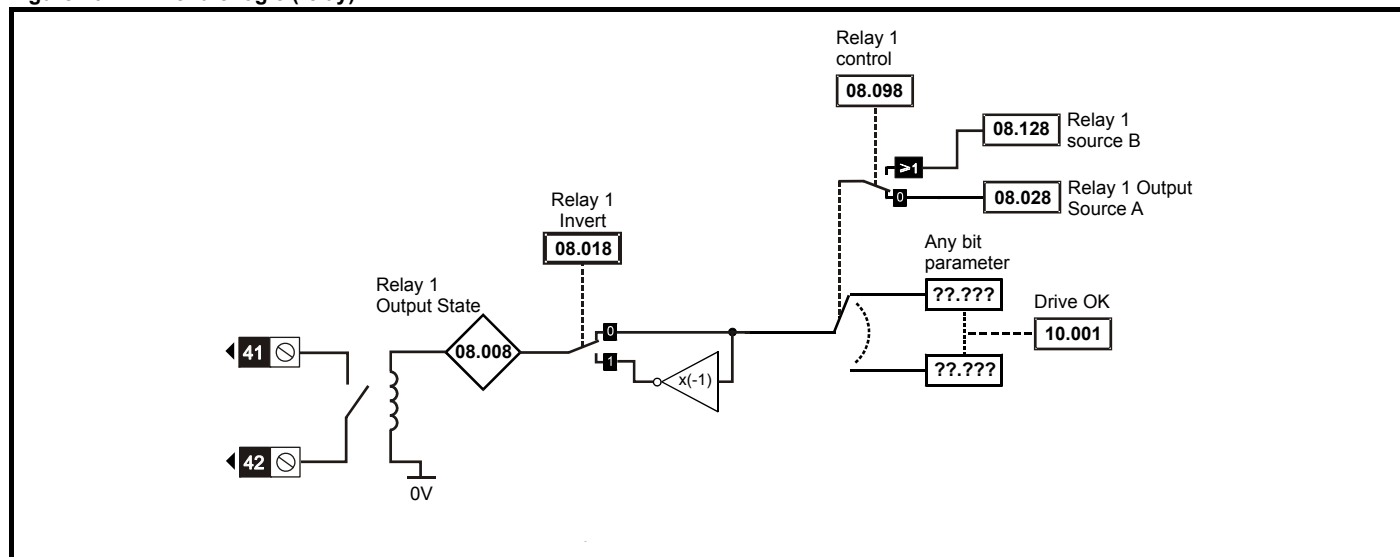 Relay 1
control
08.098
08.128
Relay 1
source B
>1
0
08.028
Relay 1 Output
Source A
Relay 1
Invert
08.018
Any bit
parameter
??.???
Drive OK
10.001
??.???
Relay 1
Output State
08.008
0
1
x(-1)
41
42
0V